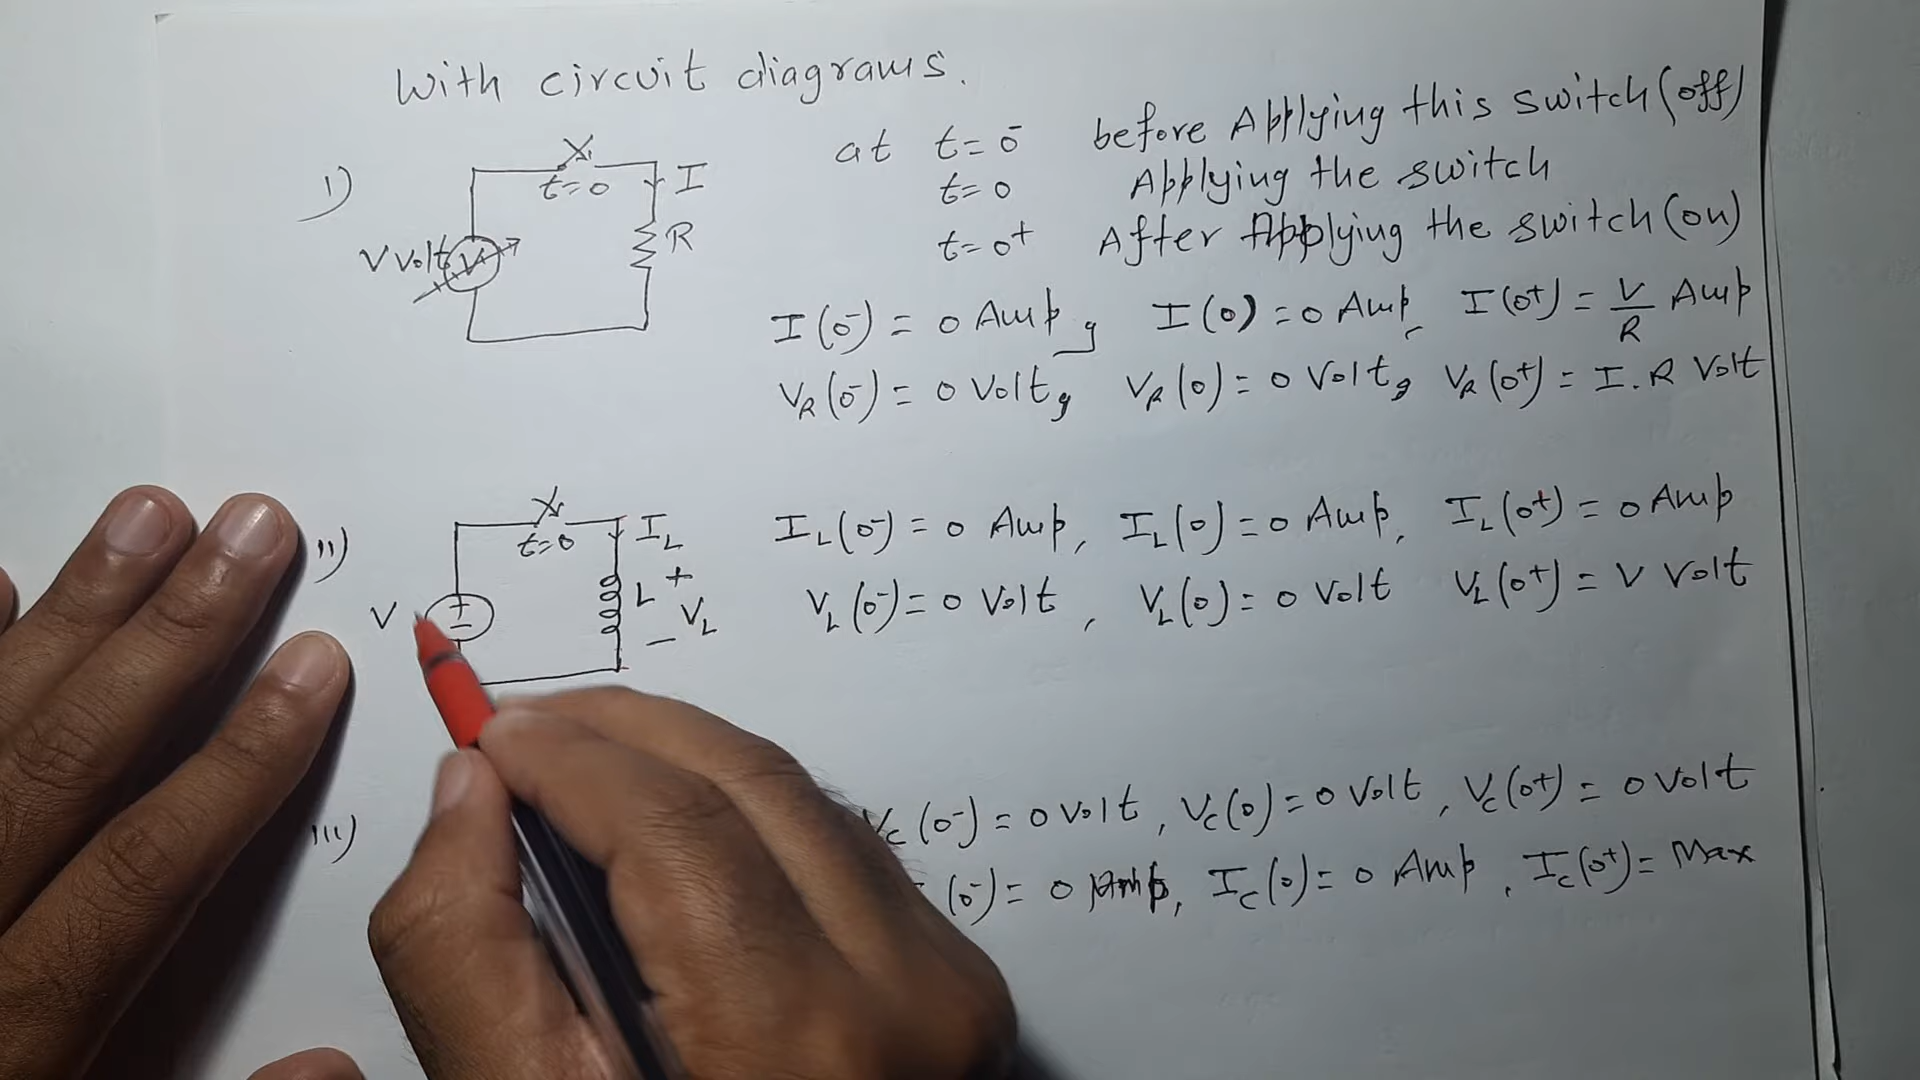 With circuit diagrams.
at t=0⁻ before Applying this switch (off)
t=0 Applying the switch
t=0⁺ After Applying the switch (on)
I)
X
t=0
I
V Volt
V
R
I(0⁻) = 0 Amp, I(0) = 0 Amp, I(0⁺) = V/R Amp
V_R(0⁻) = 0 Volt, V_R(0) = 0 Volt, V_R(0⁺) = I.R Volt
II)
X
t=0
I_L
V
+
−
L
+
V_L
−
I_L(0⁻) = 0 Amp, I_L(0) = 0 Amp, I_L(0⁺) = 0 Amp
V_L(0⁻) = 0 Volt, V_L(0) = 0 Volt V_L(0⁺) = V Volt
III)
V_C(0⁻) = 0 Volt, V_C(0) = 0 Volt, V_C(0⁺) = 0 Volt
(0⁻) = 0 Amp, I_C(0) = 0 Amp, I_C(0⁺) = Max